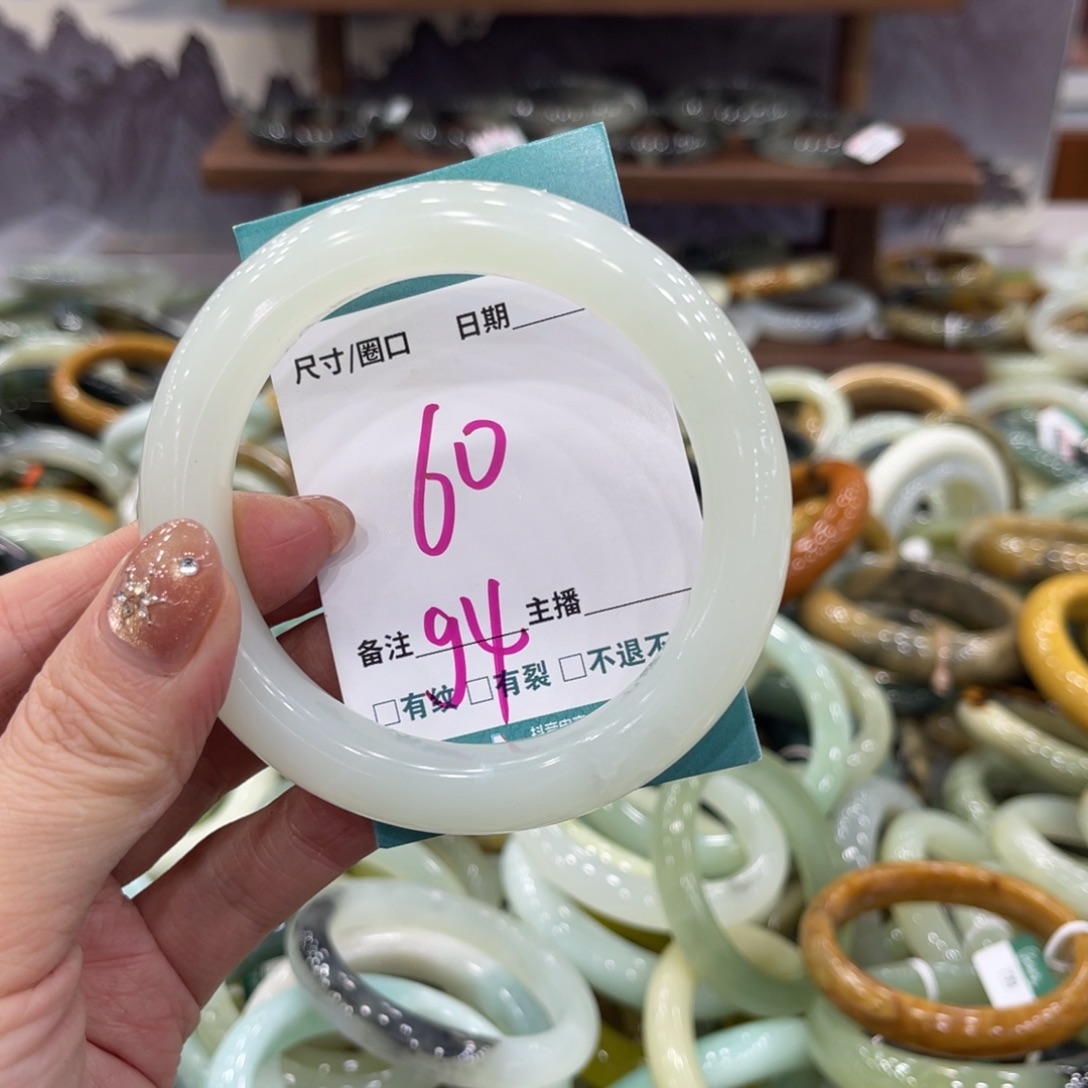 尺寸/圈口 日期
60
备注 94 主播
□有纹 □有裂 □不退不